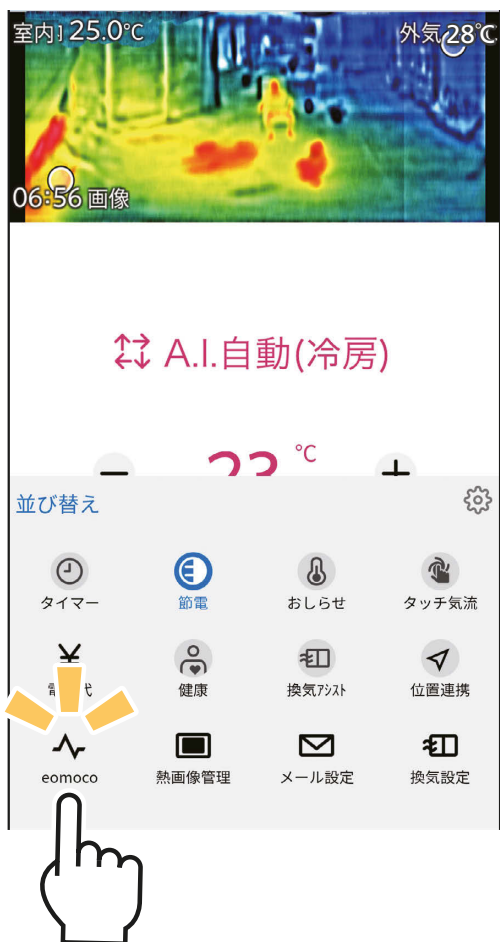 室内] 25.0℃
外気 28℃
06:56 画像
A.I.自動(冷房)
℃
並び替え
タイマー
節電
おしらせ
タッチ気流
代
健康
換気ｱｼｽﾄ
位置連携
eomoco
熱画像管理
メール設定
換気設定